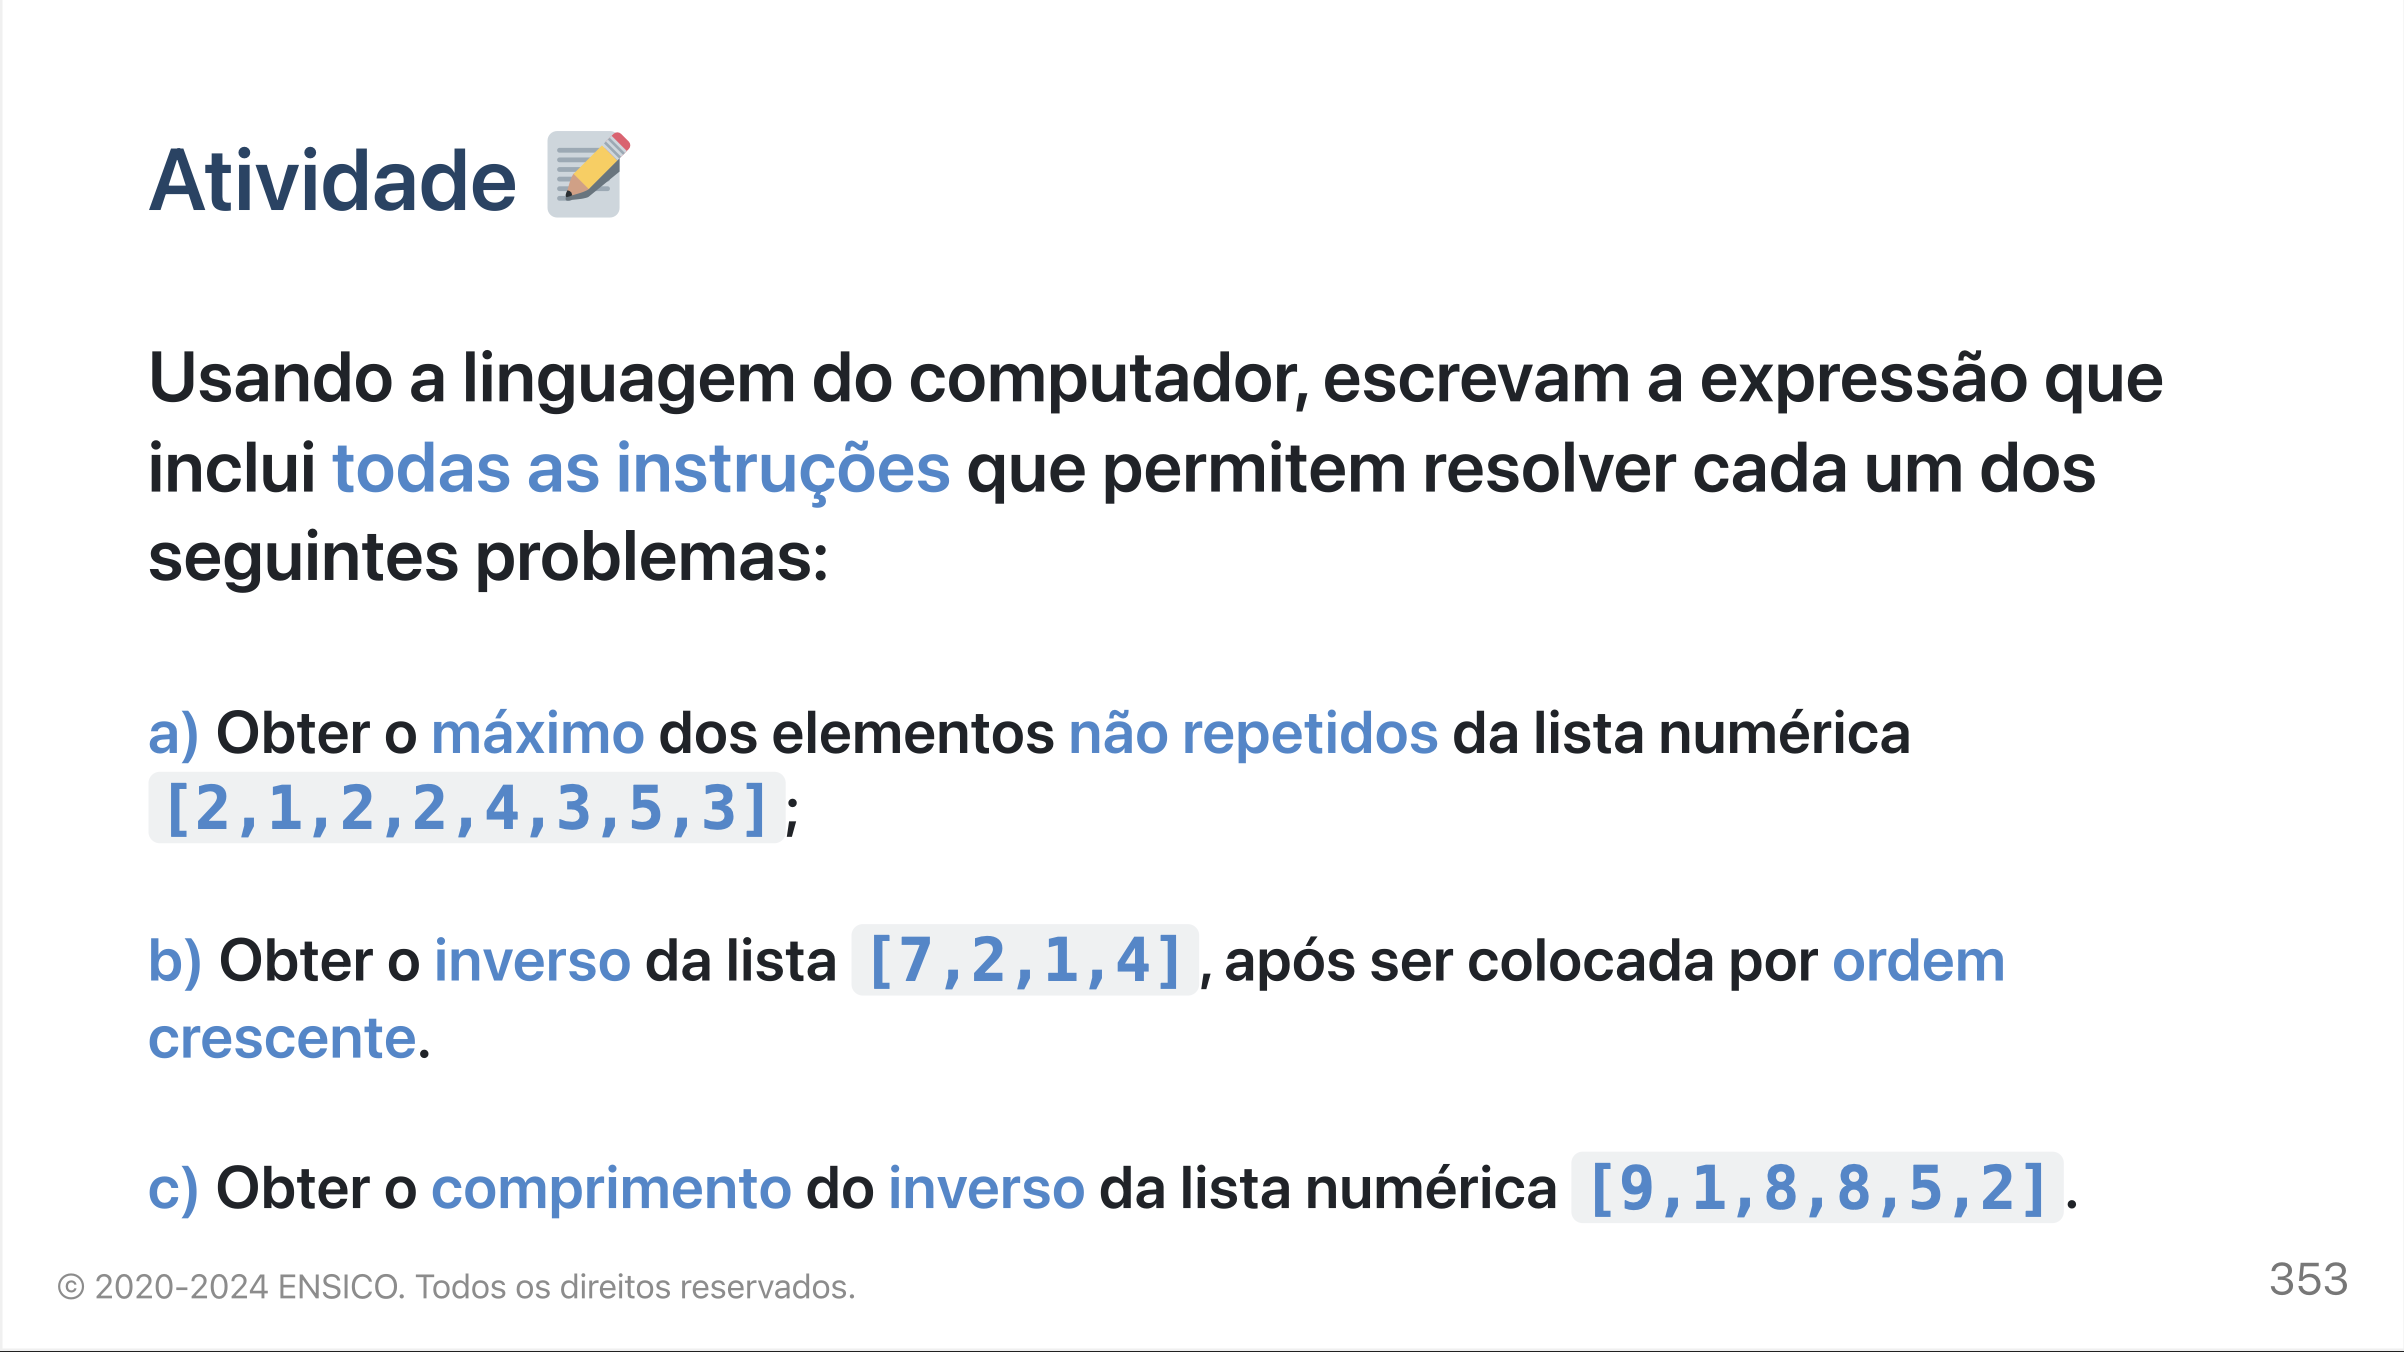 Atividade
Usando a linguagem do computador, escrevam a expressão que
inclui todas as instruções que permitem resolver cada um dos
seguintes problemas:
a) Obter o máximo dos elementos não repetidos da lista numérica
[2,1,2,2,4,3,5,3];
b) Obter o inverso da lista [7,2,1,4], após ser colocada por ordem
crescente.
c) Obter o comprimento do inverso da lista numérica [9,1,8,8,5,2].
© 2020-2024 ENSICO. Todos os direitos reservados.
353